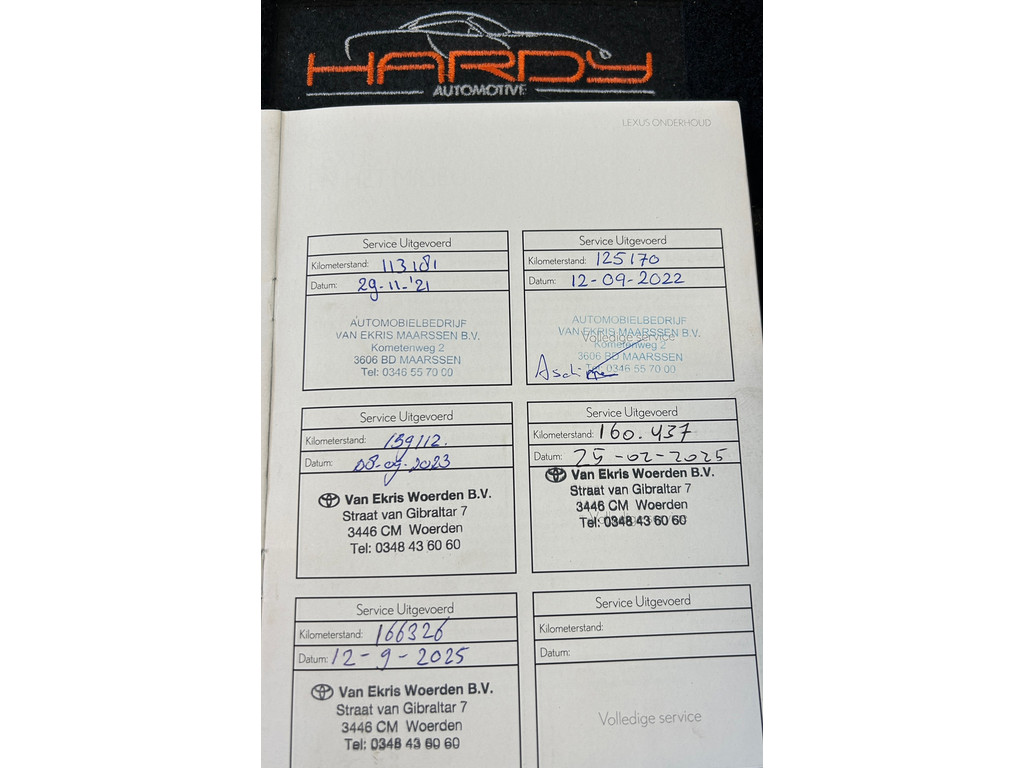 HARDY
AUTOMOTIVE
LEXUS ONDERHOUD
Service Uitgevoerd
Kilometerstand: 113181
Datum: 29-11-'21
AUTOMOBIELBEDRIJF
VAN EKRIS MAARSSEN B.V.
Kometenweg 2
3606 BD MAARSSEN
Tel: 0346 55 70 00
Service Uitgevoerd
Kilometerstand: 125170
Datum: 12-09-2022
AUTOMOBIELBEDRIJF
VAN EKRIS MAARSSEN B.V.
Volledige service
Kometenweg 2
3606 BD MAARSSEN
Tel: 0346 55 70 00
Service Uitgevoerd
Kilometerstand: 159112.
Datum: 08-09-2023
Van Ekris Woerden B.V.
Straat van Gibraltar 7
3446 CM Woerden
Tel: 0348 43 60 60
Service Uitgevoerd
Kilometerstand: 160.437
Datum: 25-02-2025
Van Ekris Woerden B.V.
Straat van Gibraltar 7
3446 CM Woerden
Tel: 0348 43 60 60
Service Uitgevoerd
Kilometerstand: 166326
Datum: 12-9-2025
Van Ekris Woerden B.V.
Straat van Gibraltar 7
3446 CM Woerden
Tel: 0348 43 60 60
Service Uitgevoerd
Kilometerstand:
Datum:
Volledige service